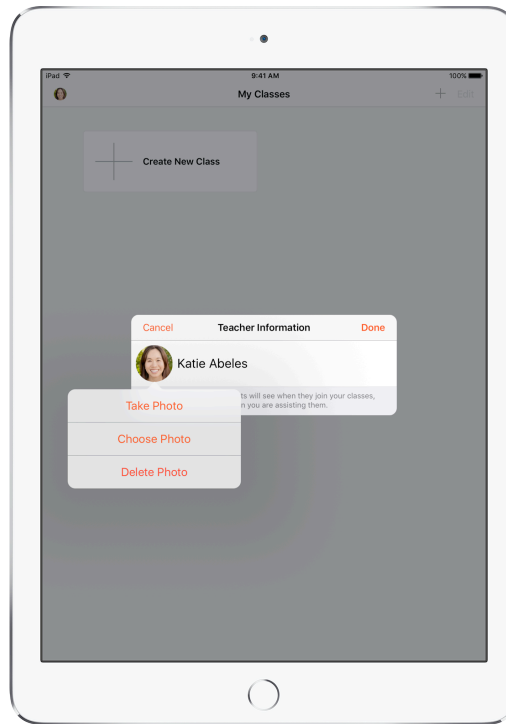 iPad 9:41 AM 100%
My Classes Edit
Create New Class
Cancel Teacher Information Done
Katie Abeles
ts will see when they join your classes,
n you are assisting them.
Take Photo
Choose Photo
Delete Photo